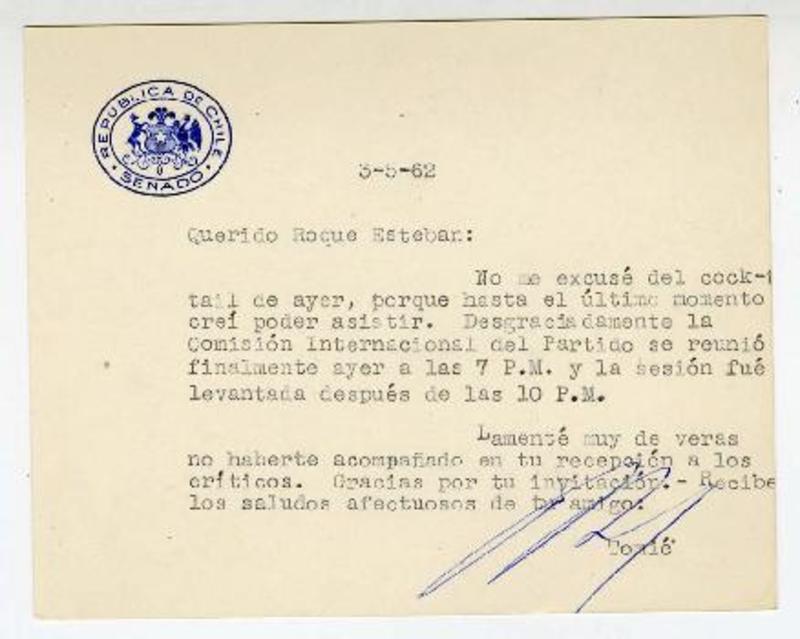 REPÚBLICA DE CHILE
SENADO
3-5-62
Querido Roque Esteban:
No me excusé del cock-t
tail de ayer, porque hasta el último momento
creí poder asistir. Desgraciadamente la
Comisión Internacional del Partido se reunió
finalmente ayer a las 7 P.M. y la sesión fué
levantada después de las 10 P.M.
Lamenté muy de veras
no haberte acompañado en tu recepción a los
críticos. Gracias por tu invitación.- Recibe
los saludos afectuosos de tu amigo:
Tomic